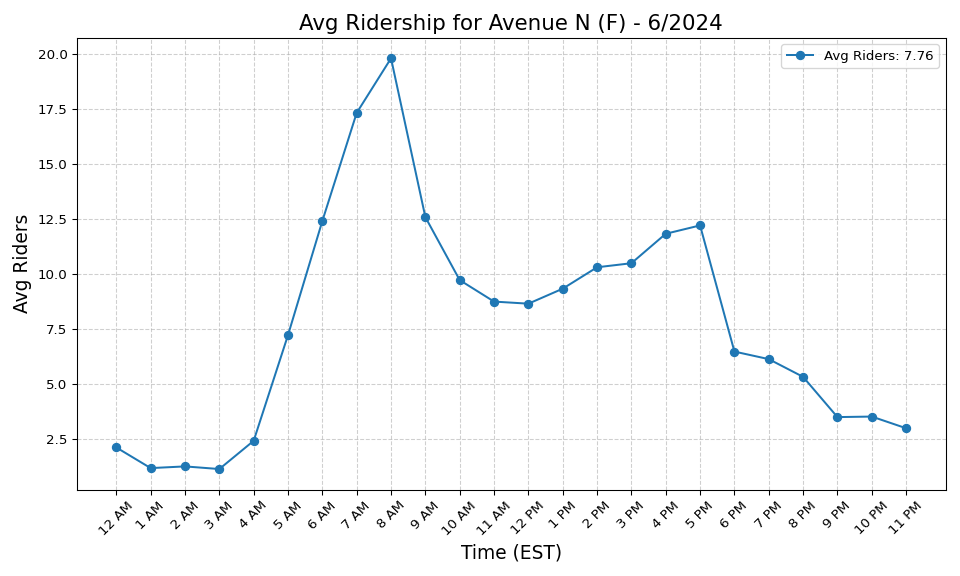 Avg Ridership for Avenue N (F) - 6/2024
Avg Riders: 7.76
Avg Riders
20.0
17.5
15.0
12.5
10.0
7.5
5.0
2.5
12 AM
1 AM
2 AM
3 AM
4 AM
5 AM
6 AM
7 AM
8 AM
9 AM
10 AM
11 AM
12 PM
1 PM
2 PM
3 PM
4 PM
5 PM
6 PM
7 PM
8 PM
9 PM
10 PM
11 PM
Time (EST)